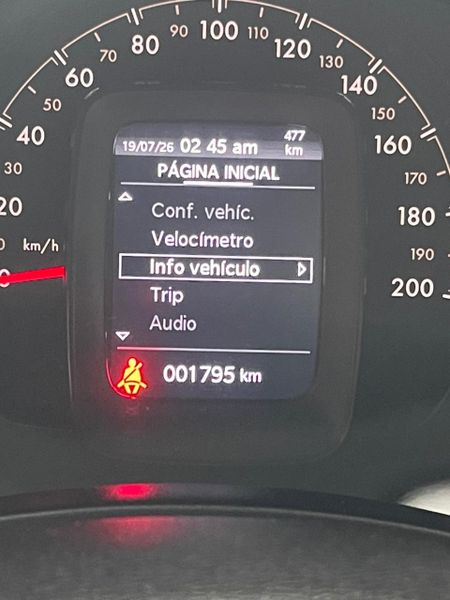 80
90
100
110
120
70
130
60
140
50
150
40
160
30
170
20
180
km/h
190
200
19/07/26 02 45 am 477 km
PÁGINA INICIAL
Conf. vehíc.
Velocímetro
Info vehículo
Trip
Audio
001795 km